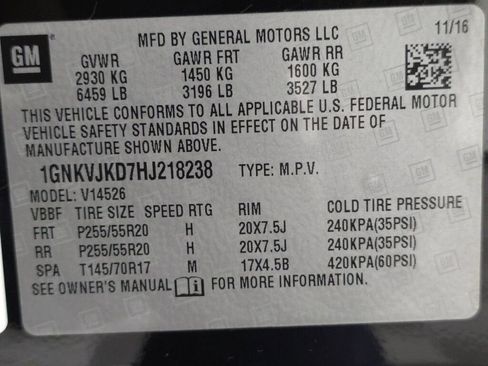 GM
MFD BY GENERAL MOTORS LLC 11/16
GVWR GAWR FRT GAWR RR
2930 KG 1450 KG 1600 KG
6459 LB 3196 LB 3527 LB
THIS VEHICLE CONFORMS TO ALL APPLICABLE U.S. FEDERAL MOTOR
VEHICLE SAFETY STANDARDS IN EFFECT ON THE DATE OF
MANUFACTURE SHOWN ABOVE.
1GNKVJKD7HJ218238 TYPE: M.P.V.
MODEL: V14526
VBBF TIRE SIZE SPEED RTG RIM COLD TIRE PRESSURE
FRT P255/55R20 H 20X7.5J 240KPA(35PSI)
RR P255/55R20 H 20X7.5J 240KPA(35PSI)
SPA T145/70R17 M 17X4.5B 420KPA(60PSI)
SEE OWNER'S MANUAL FOR MORE INFORMATION.